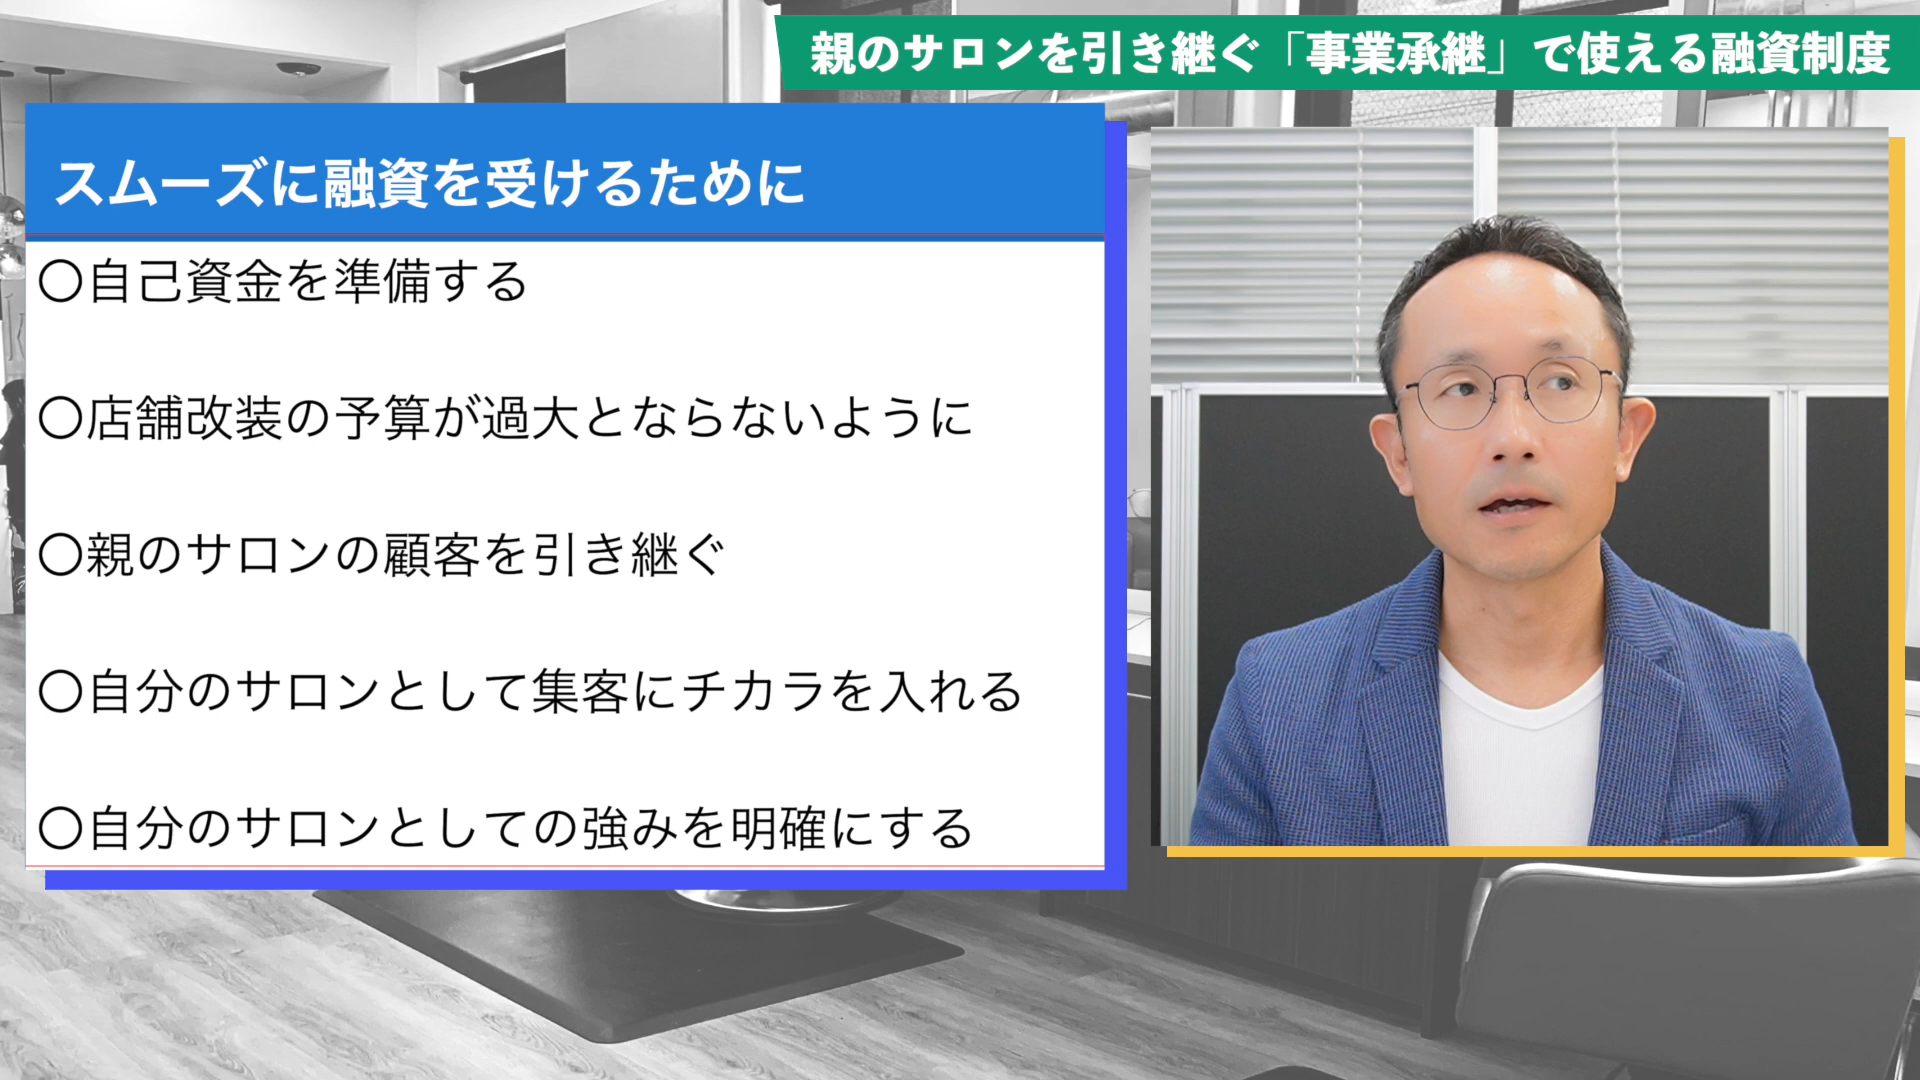 親のサロンを引き継ぐ「事業承継」で使える融資制度
スムーズに融資を受けるために
〇自己資金を準備する
〇店舗改装の予算が過大とならないように
〇親のサロンの顧客を引き継ぐ
〇自分のサロンとして集客にチカラを入れる
〇自分のサロンとしての強みを明確にする